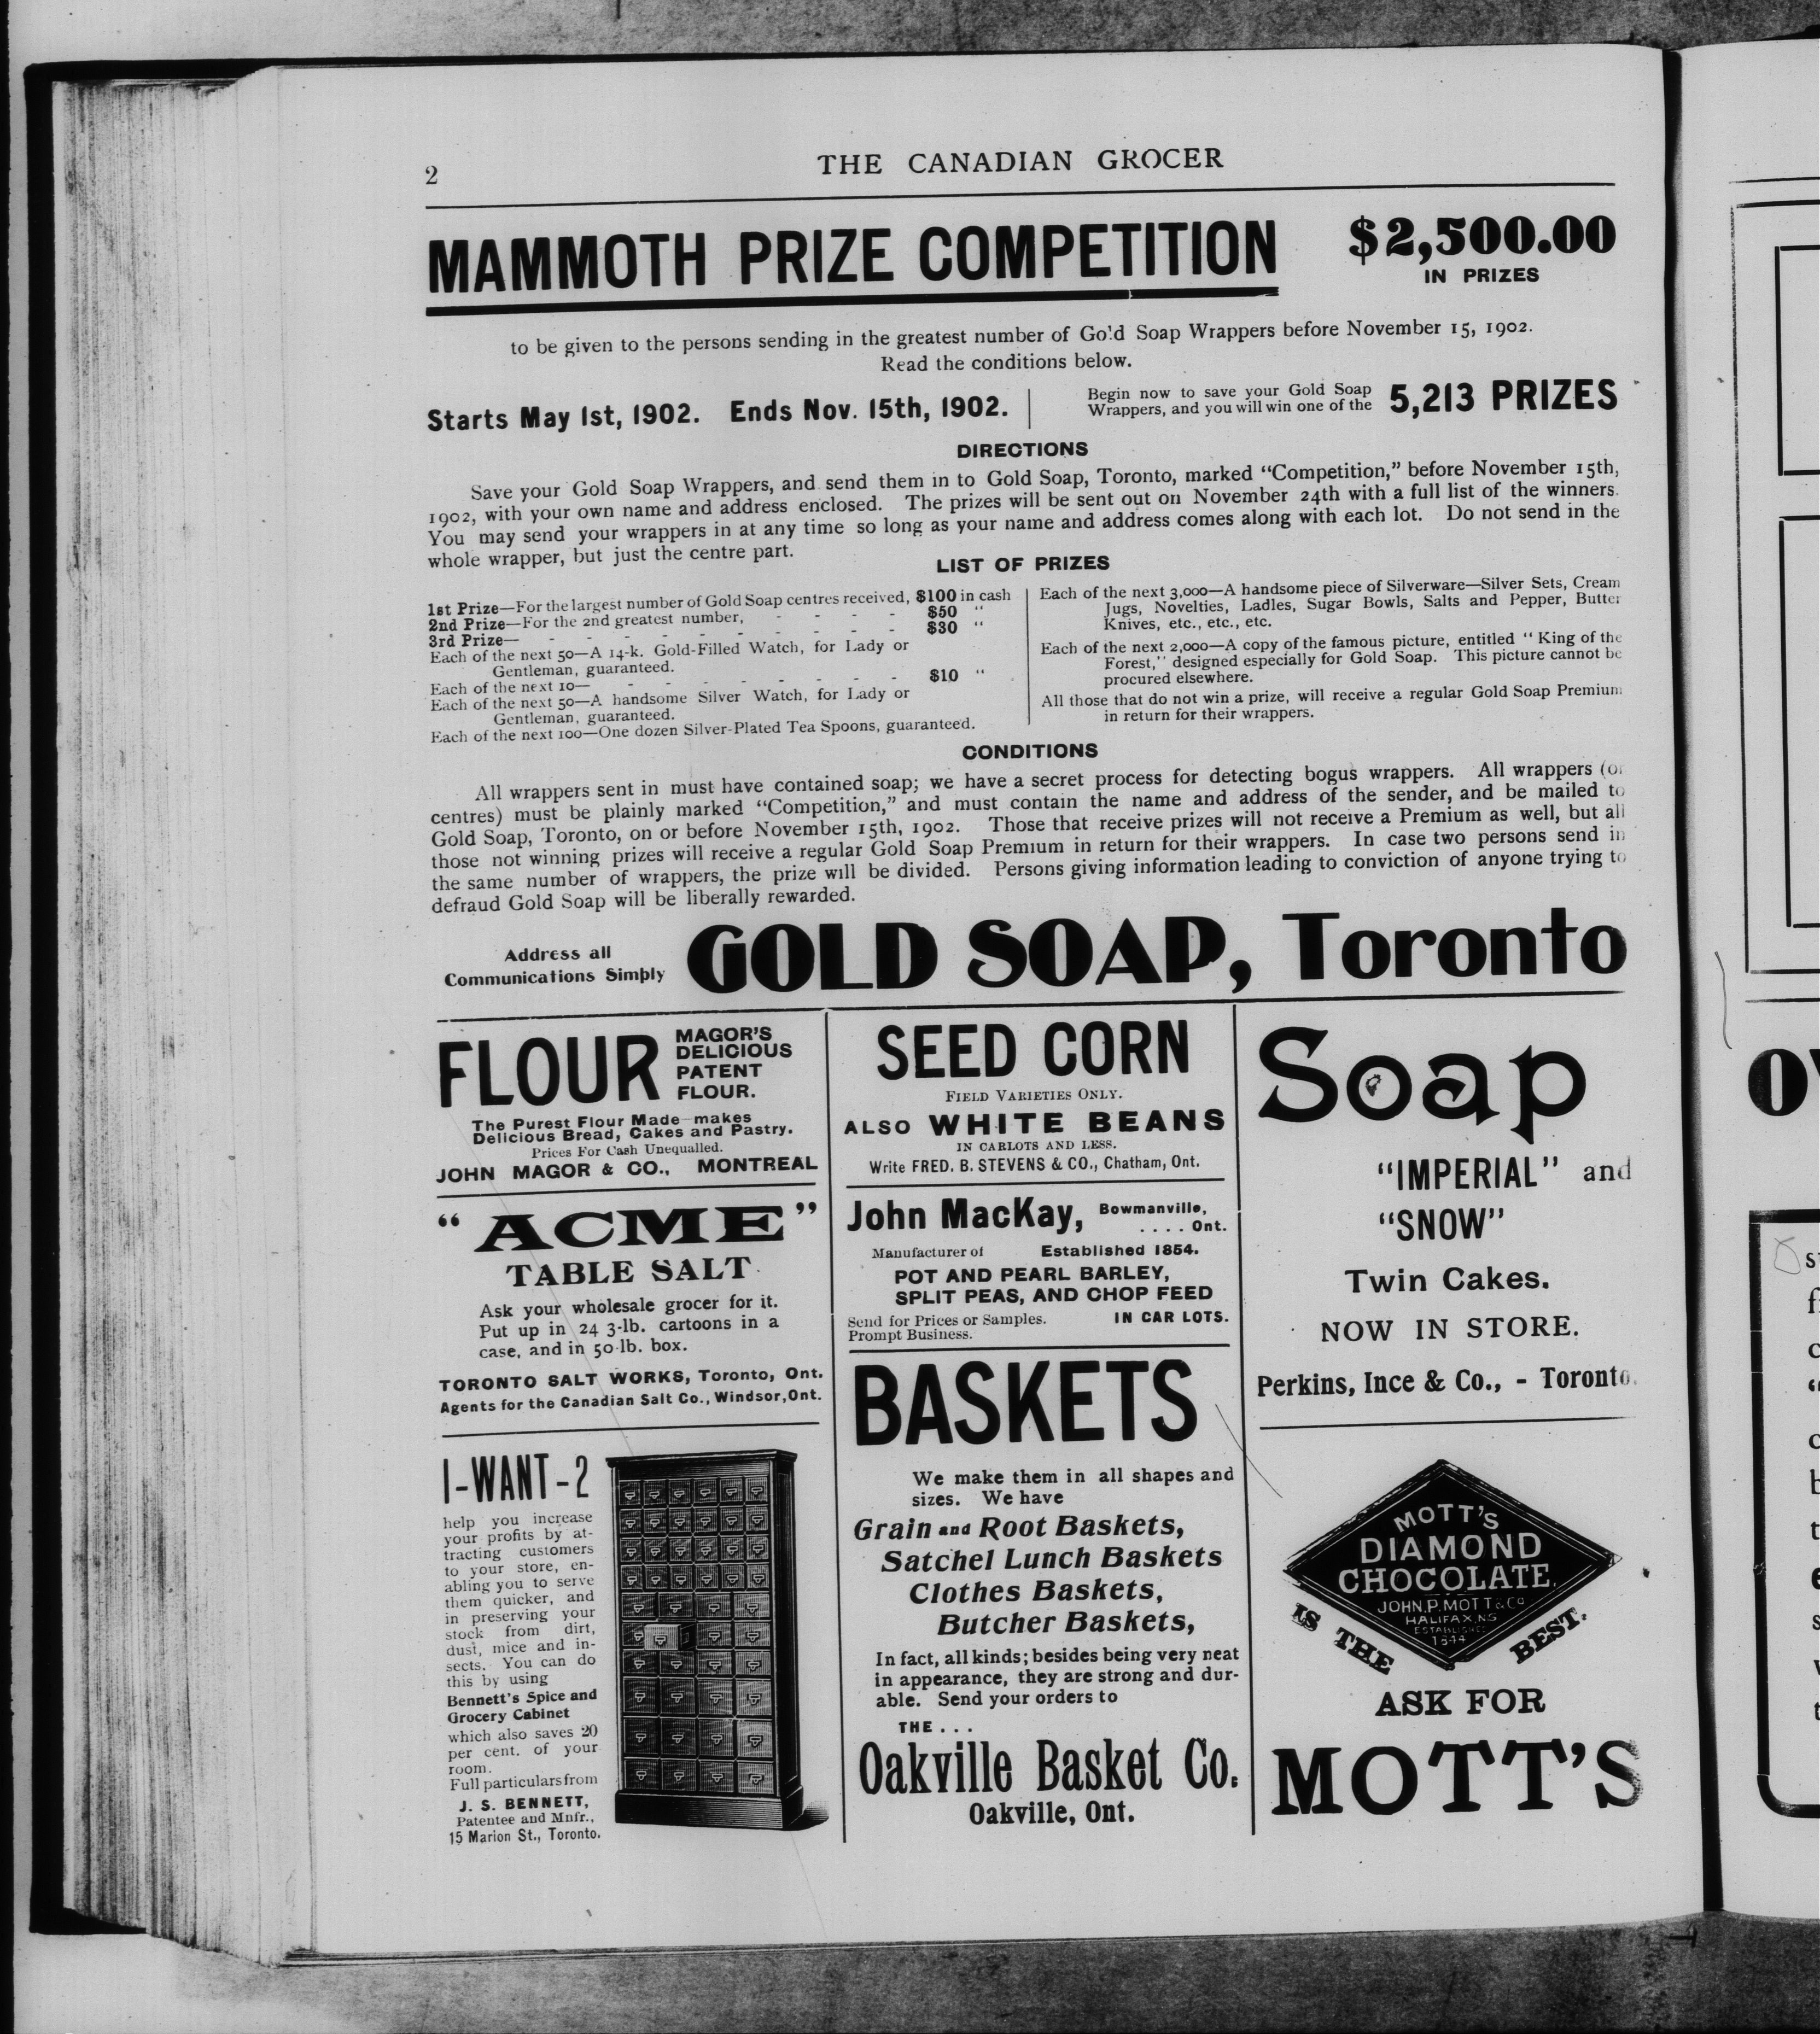 2
THE CANADIAN GROCER
MAMMOTH PRIZE COMPETITION
$2,500.00
IN PRIZES
to be given to the persons sending in the greatest number of Gold Soap Wrappers before November 15, 1902.
Read the conditions below.
Starts May 1st, 1902. Ends Nov. 15th, 1902.
Begin now to save your Gold Soap
Wrappers, and you will win one of the
5,213 PRIZES
DIRECTIONS
Save your Gold Soap Wrappers, and send them in to Gold Soap, Toronto, marked "Competition," before November 15th,
1902, with your own name and address enclosed. The prizes will be sent out on November 24th with a full list of the winners.
You may send your wrappers in at any time so long as your name and address comes along with each lot. Do not send in the
whole wrapper, but just the centre part.
LIST OF PRIZES
1st Prize—For the largest number of Gold Soap centres received, $100 in cash
2nd Prize—For the 2nd greatest number, - - - - $50 "
3rd Prize— - - - - - - - - - - $30 "
Each of the next 50—A 14-k. Gold-Filled Watch, for Lady or
Gentleman, guaranteed.
Each of the next 10— - - - - - - - - $10 "
Each of the next 50—A handsome Silver Watch, for Lady or
Gentleman, guaranteed.
Each of the next 100—One dozen Silver-Plated Tea Spoons, guaranteed.
Each of the next 3,000—A handsome piece of Silverware—Silver Sets, Cream
Jugs, Novelties, Ladles, Sugar Bowls, Salts and Pepper, Butter
Knives, etc., etc., etc.
Each of the next 2,000—A copy of the famous picture, entitled "King of the
Forest," designed especially for Gold Soap. This picture cannot be
procured elsewhere.
All those that do not win a prize, will receive a regular Gold Soap Premium
in return for their wrappers.
CONDITIONS
All wrappers sent in must have contained soap; we have a secret process for detecting bogus wrappers. All wrappers (or
centres) must be plainly marked "Competition," and must contain the name and address of the sender, and be mailed to
Gold Soap, Toronto, on or before November 15th, 1902. Those that receive prizes will not receive a Premium as well, but all
those not winning prizes will receive a regular Gold Soap Premium in return for their wrappers. In case two persons send in
the same number of wrappers, the prize will be divided. Persons giving information leading to conviction of anyone trying to
defraud Gold Soap will be liberally rewarded.
Address all
Communications Simply
GOLD SOAP, Toronto
FLOUR
MAGOR'S
DELICIOUS
PATENT
FLOUR.
The Purest Flour Made—makes
Delicious Bread, Cakes and Pastry.
Prices For Cash Unequalled.
JOHN MAGOR & CO., MONTREAL
"ACME"
TABLE SALT
Ask your wholesale grocer for it.
Put up in 24 3-lb. cartoons in a
case, and in 50-lb. box.
TORONTO SALT WORKS, Toronto, Ont.
Agents for the Canadian Salt Co., Windsor, Ont.
I-WANT-2
help you increase
your profits by at-
tracting customers
to your store, en-
abling you to serve
them quicker, and
in preserving your
stock from dirt,
dust, mice and in-
sects. You can do
this by using
Bennett's Spice and
Grocery Cabinet
which also saves 20
per cent. of your
room.
Full particulars from
J. S. BENNETT,
Patentee and Mnfr.,
15 Marion St., Toronto.
SEED CORN
FIELD VARIETIES ONLY.
ALSO WHITE BEANS
IN CARLOTS AND LESS.
Write FRED. B. STEVENS & CO., Chatham, Ont.
John MacKay, Bowmanville,
.... Ont.
Manufacturer of Established 1854.
POT AND PEARL BARLEY,
SPLIT PEAS, AND CHOP FEED
Send for Prices or Samples. IN CAR LOTS.
Prompt Business.
BASKETS
We make them in all shapes and
sizes. We have
Grain and Root Baskets,
Satchel Lunch Baskets
Clothes Baskets,
Butcher Baskets,
In fact, all kinds; besides being very neat
in appearance, they are strong and dur-
able. Send your orders to
THE...
Oakville Basket Co.
Oakville, Ont.
Soap
"IMPERIAL" and
"SNOW"
Twin Cakes.
NOW IN STORE.
Perkins, Ince & Co., - Toronto.
MOTT'S
DIAMOND
CHOCOLATE.
JOHN.P.MOTT & Co
HALIFAX, NS
ESTABLISHED
1844
IS THE BEST.
ASK FOR
MOTT'S